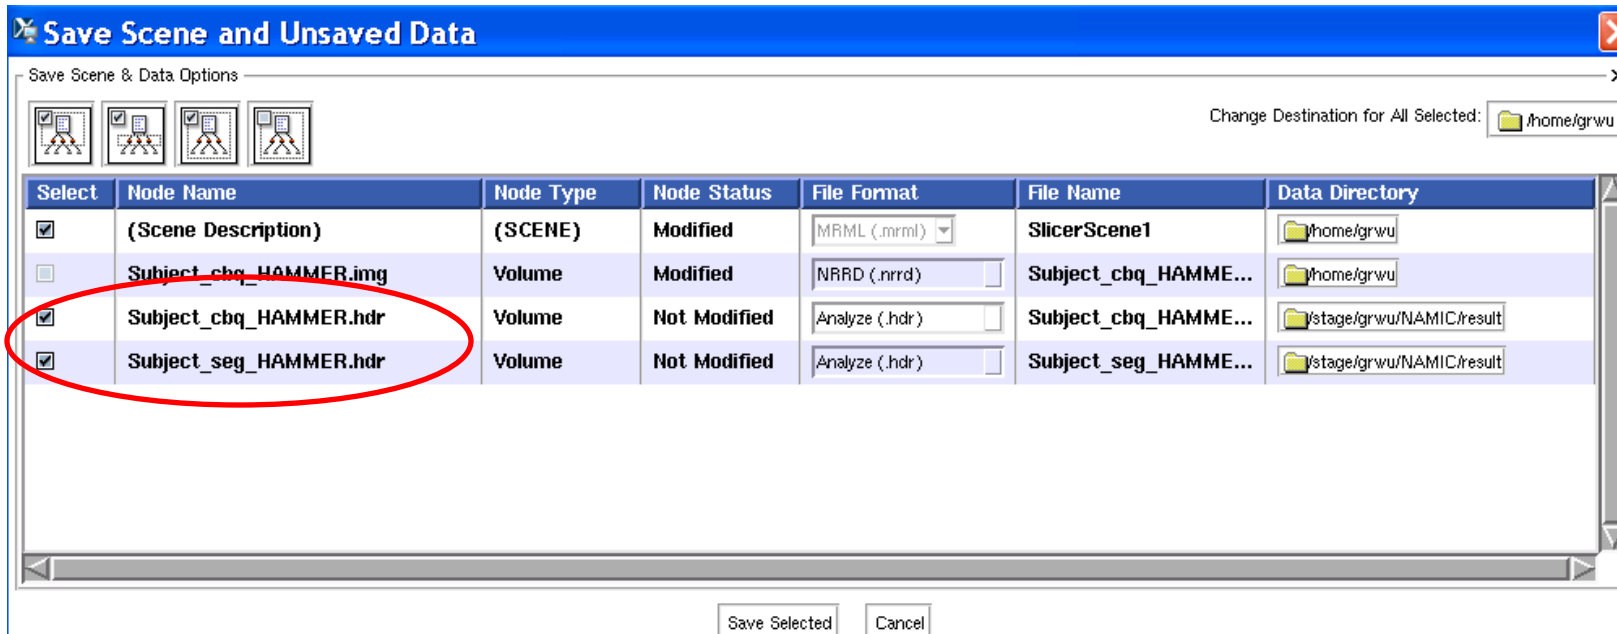 Save Scene and Unsaved Data
Save Scene & Data Options
Change Destination for All Selected: /home/grwu
Select Node Name Node Type Node Status File Format File Name Data Directory
(Scene Description) (SCENE) Modified MRML (.mrml) SlicerScene1 /home/grwu
Subject_cbq_HAMMER.img Volume Modified NRRD (.nrrd) Subject_cbq_HAMME... /home/grwu
Subject_cbq_HAMMER.hdr Volume Not Modified Analyze (.hdr) Subject_cbq_HAMME... /stage/grwu/NAMIC/result
Subject_seg_HAMMER.hdr Volume Not Modified Analyze (.hdr) Subject_seg_HAMME... /stage/grwu/NAMIC/result
Save Selected Cancel